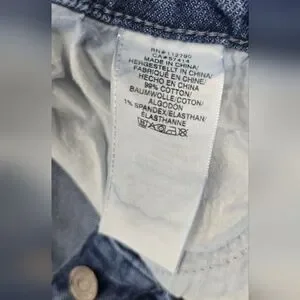 RN#112790
CA#57414
MADE IN CHINA/
HERGESTELLT IN CHINA/
FABRIQUÉ EN CHINE/
HECHO EN CHINA
99% COTTON/
BAUMWOLLE/COTON/
ALGODON
1% SPANDEX/ELASTHAN/
ELASTHANNE